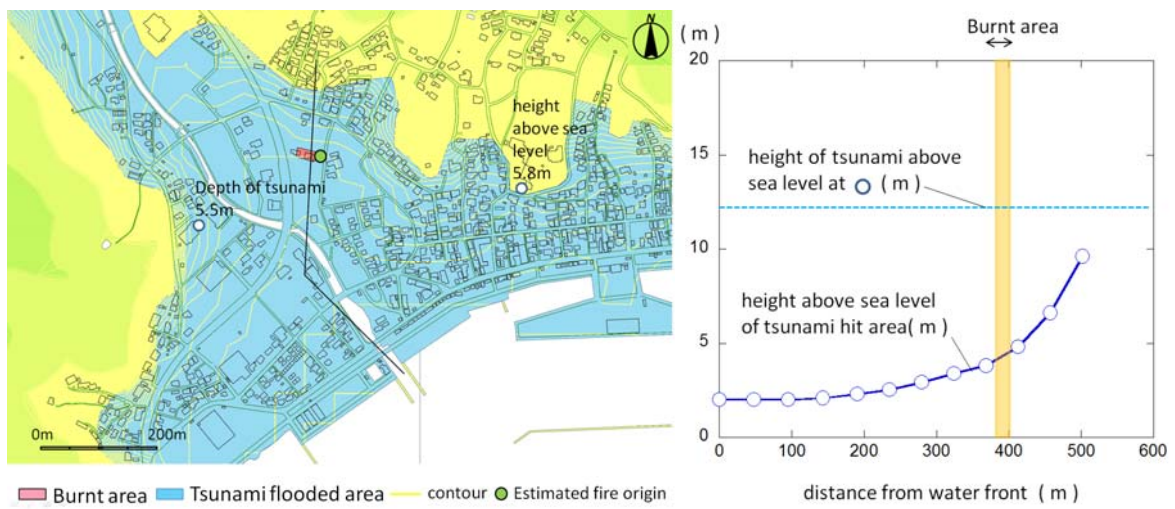 N
height
above sea
level
5.8m
Depth of tsunami
5.5m
0m
200m
Burnt area
Tsunami flooded area
contour
Estimated fire origin
( m )
Burnt area
20
15
10
5
0
height of tsunami above
sea level at ( m )
height above sea level
of tsunami hit area( m )
0
100
200
300
400
500
600
distance from water front ( m )